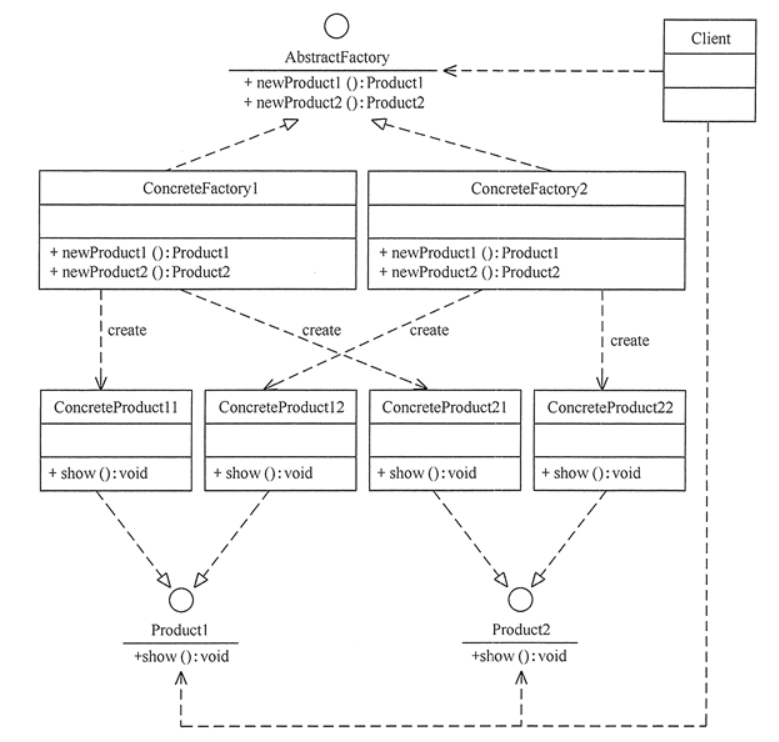 AbstractFactory
+ newProduct1 ():Product1
+ newProduct2 ():Product2
Client
ConcreteFactory1
+ newProduct1 ():Product1
+ newProduct2 ():Product2
ConcreteFactory2
+ newProduct1 ():Product1
+ newProduct2 ():Product2
create
create
create
create
ConcreteProduct11
+ show ():void
ConcreteProduct12
+ show ():void
ConcreteProduct21
+ show ():void
ConcreteProduct22
+ show ():void
Product1
+show ():void
Product2
+show ():void